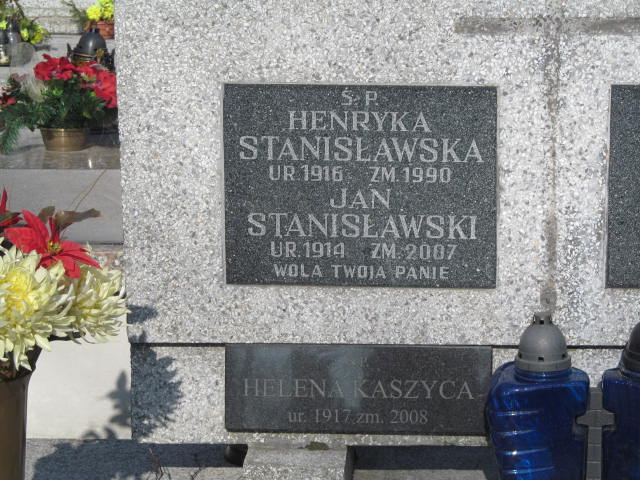 Ś.P.
HENRYKA
STANISŁAWSKA
UR.1916 ZM.1990
JAN
STANISŁAWSKI
UR.1914 ZM.2007
WOLA TWOJA PANIE
HELENA KASZYCA
ur. 1917 zm. 2008